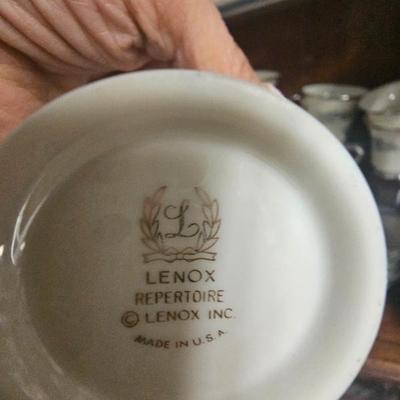 L
LENOX
REPERTOIRE
© LENOX INC.
MADE IN U.S.A.